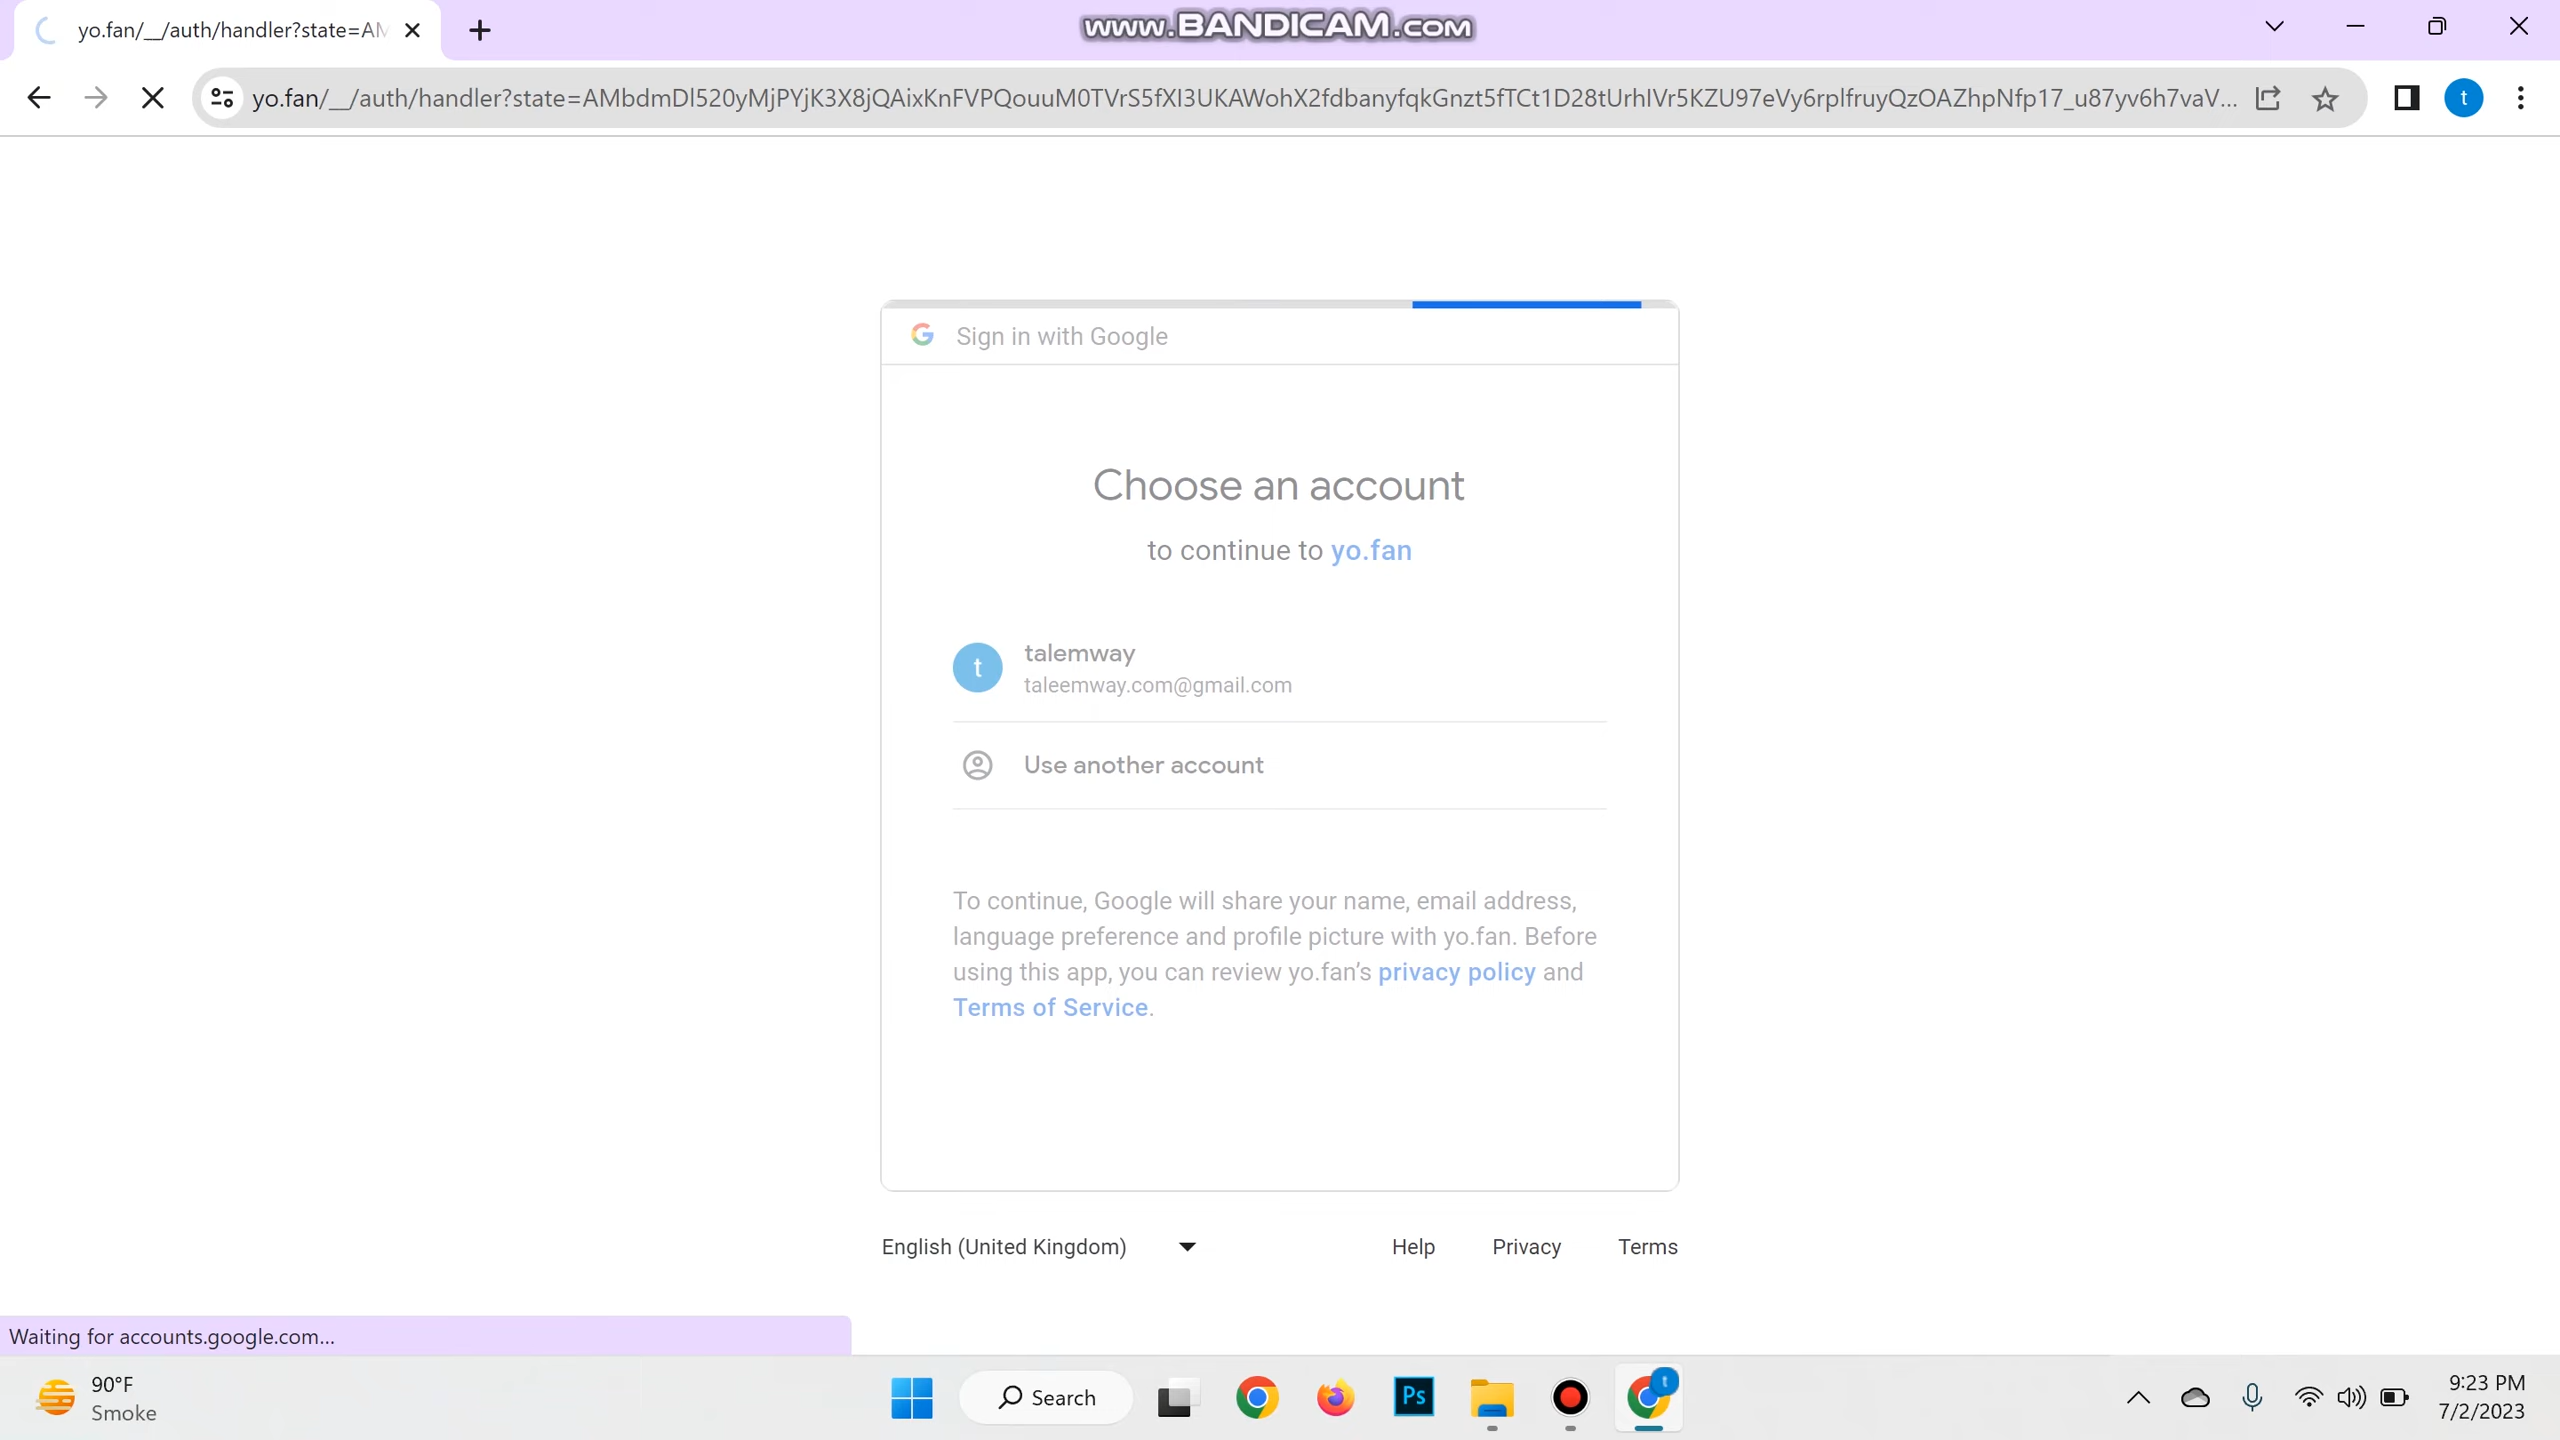 yo.fan/__/auth/handler?state=AM
www.BANDICAM.com
yo.fan/__/auth/handler?state=AMbdmDl520yMjPYjK3X8jQAixKnFVPQouuM0TVrS5fXI3UKAWohX2fdbanyfqkGnzt5fTCt1D28tUrhIVr5KZU97eVy6rplfruyQzOAZhpNfp17_u87yv6h7vaV...
t
Sign in with Google
Choose an account
to continue to yo.fan
t
talemway
taleemway.com@gmail.com
Use another account
To continue, Google will share your name, email address,
language preference and profile picture with yo.fan. Before
using this app, you can review yo.fan’s privacy policy and
Terms of Service.
English (United Kingdom)
Help
Privacy
Terms
Waiting for accounts.google.com...
90°F
Smoke
Search
Ps
t
9:23 PM
7/2/2023